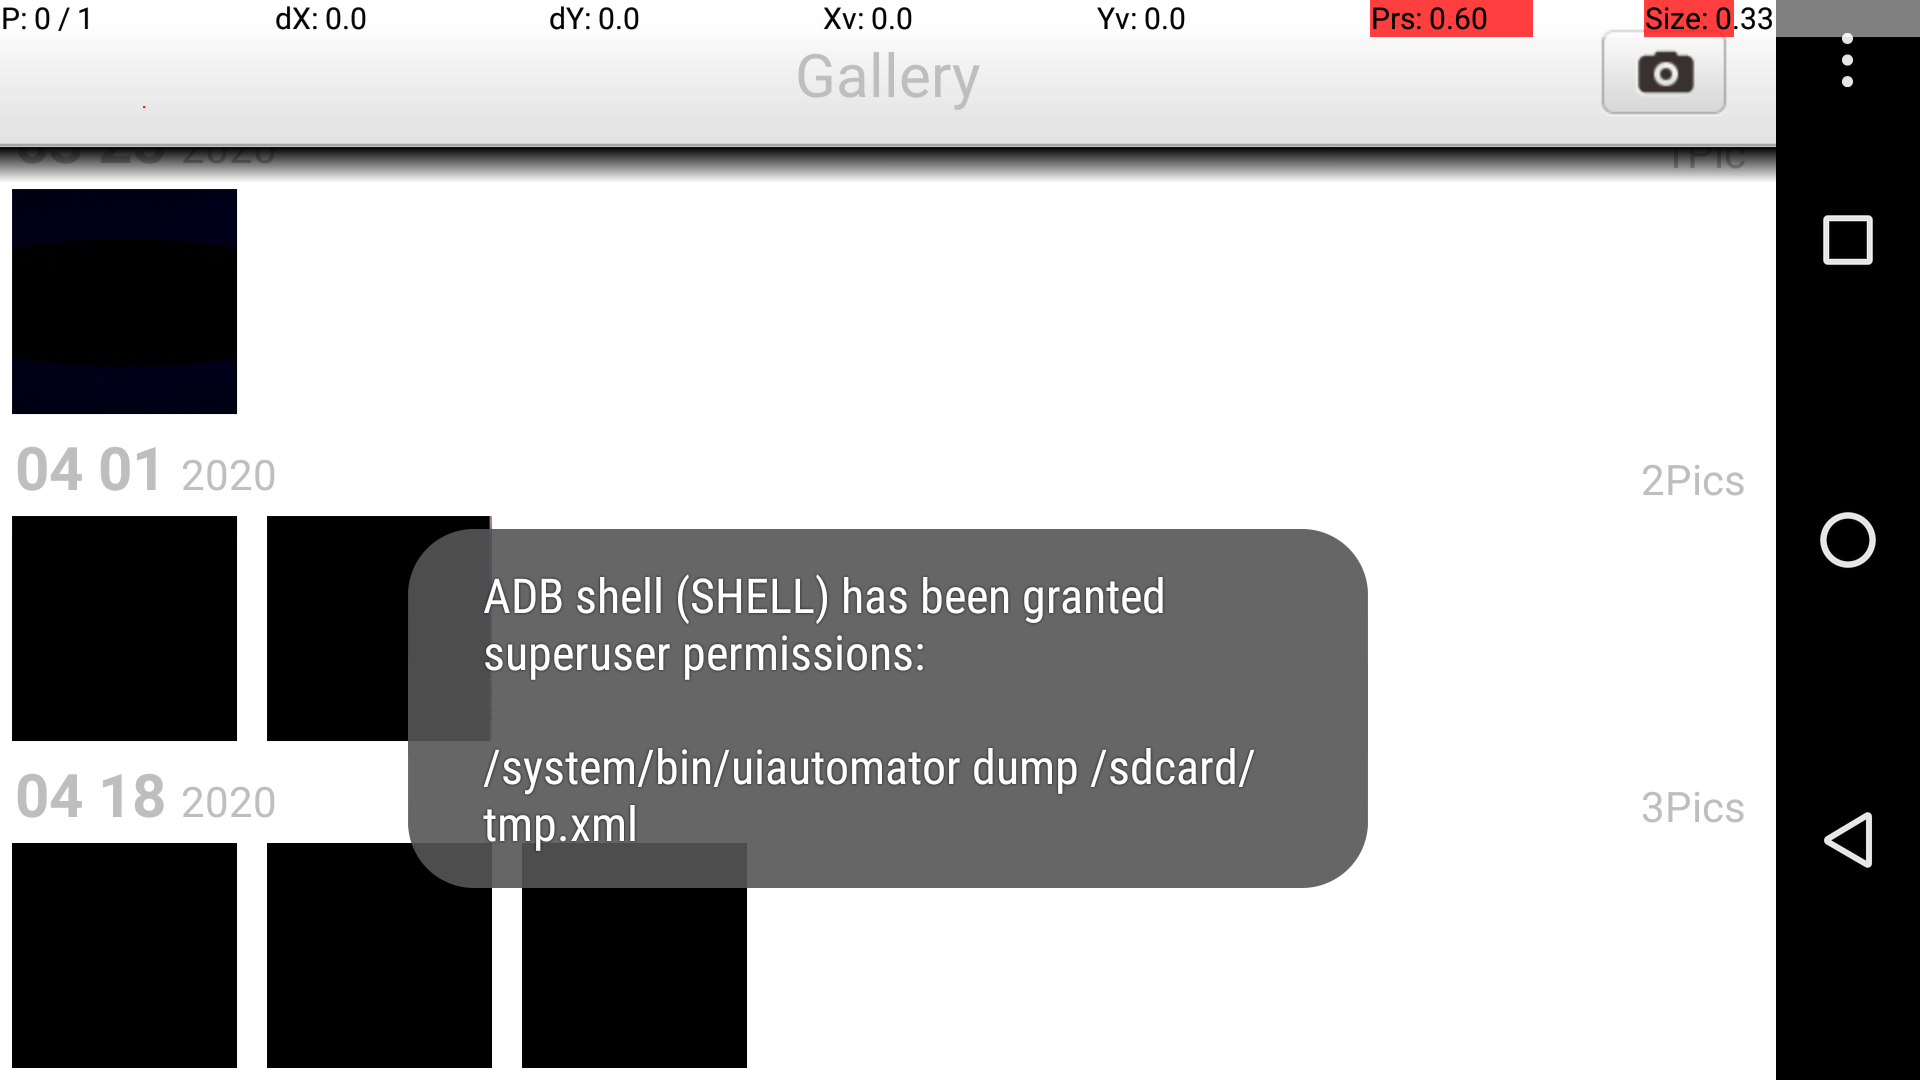 P: 0 / 1 dX: 0.0 dY: 0.0 Xv: 0.0 Yv: 0.0 Prs: 0.60 Size: 0.33
Gallery
2020 1Pic
04 01 2020 2Pics
ADB shell (SHELL) has been granted
superuser permissions:
/system/bin/uiautomator dump /sdcard/
tmp.xml
04 18 2020 3Pics